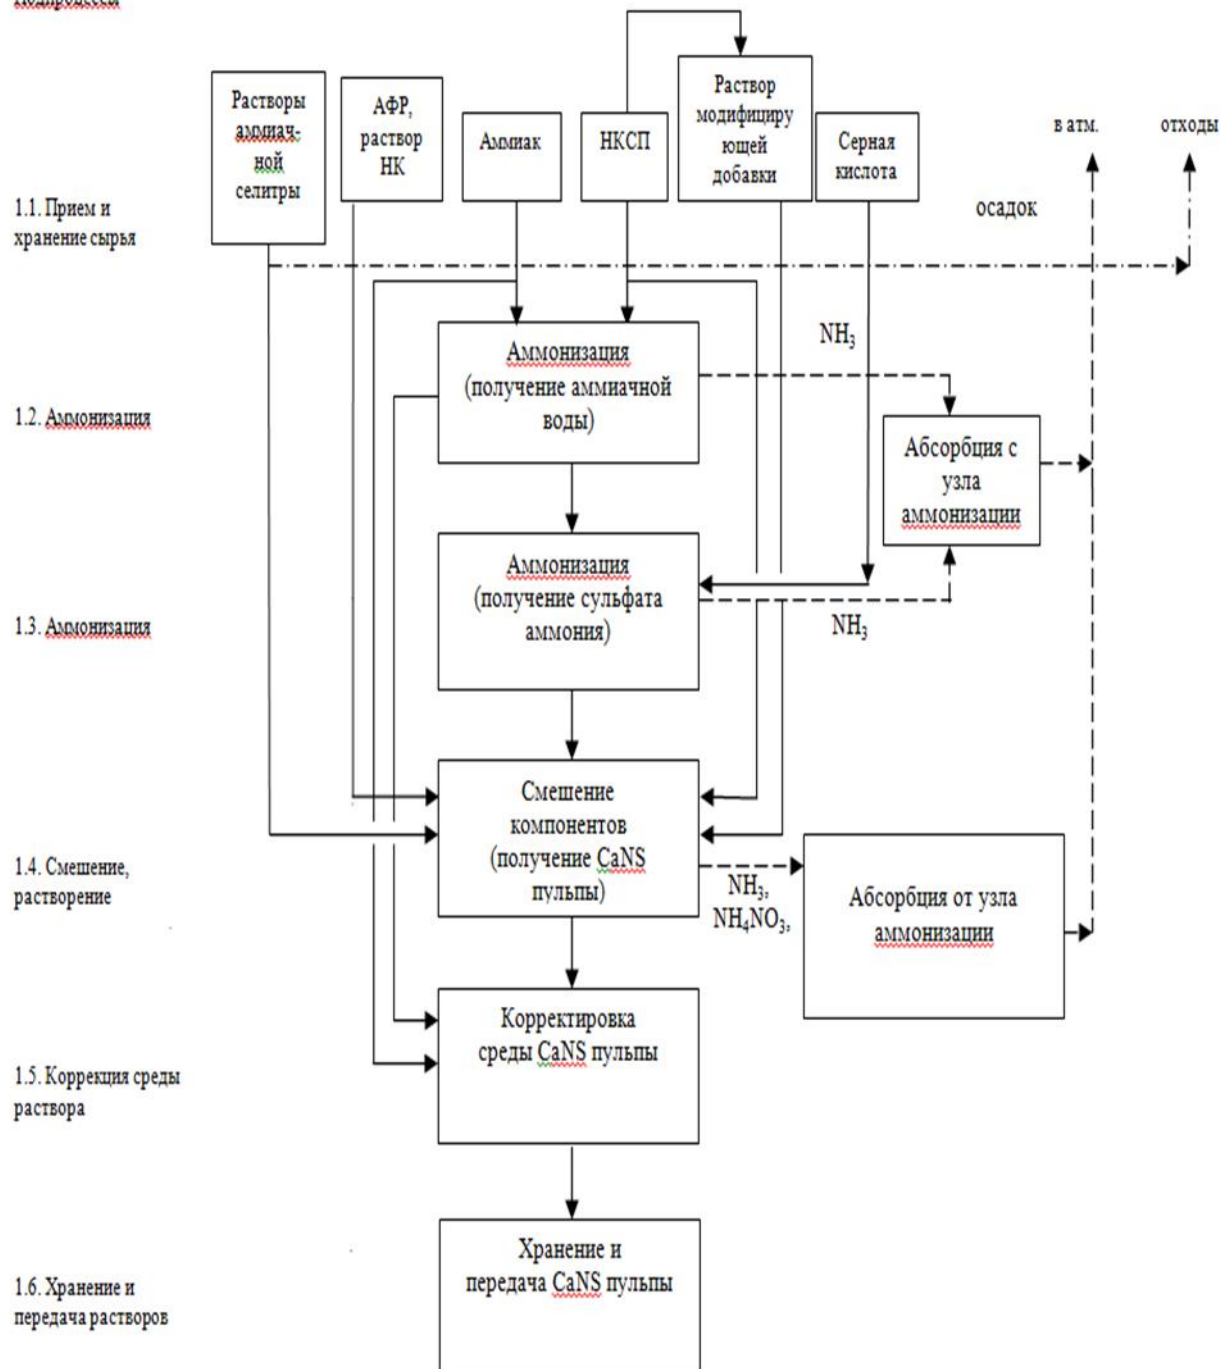 Подпроцессы
Растворы
аммиач-
ной
селитры
АФР,
раствор
НК
Аммиак
НКСП
Раствор
модифициру
ющей
добавки
Серная
кислота
в атм.
отходы
осадок
1.1. Прием и
хранение сырья
NH₃
Аммонизация
(получение аммиачной
воды)
1.2. Аммонизация
Абсорбция с
узла
аммонизации
Аммонизация
(получение сульфата
аммония)
1.3. Аммонизация
NH₃
Смешение
компонентов
(получение CaNS
пульпы)
1.4. Смешение,
растворение
NH₃,
NH₄NO₃,
Абсорбция от узла
аммонизации
Корректировка
среды CaNS пульпы
1.5. Коррекция среды
раствора
Хранение и
передача CaNS пульпы
1.6. Хранение и
передача растворов